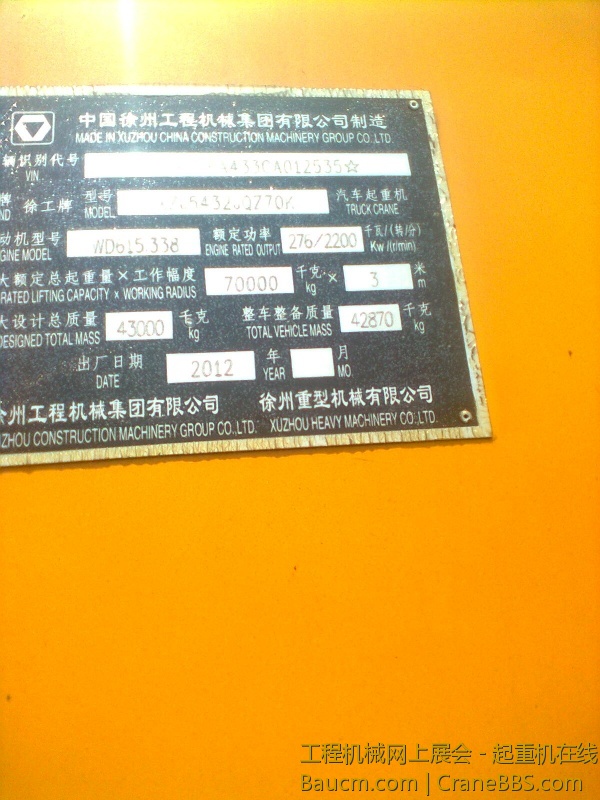 中国徐州工程机械集团有限公司制造
MADE IN XUZHOU CHINA CONSTRUCTION MACHINERY GROUP CO.,LTD.
辆识别代号 A433CA012535☆
VIN
牌 徐工牌 型号 5432JQZ70K 汽车起重机
ND MODEL TRUCK CRANE
动机型号 WD615.338 额定功率 276/2200 千瓦/(转/分)
GINE MODEL ENGINE RATED OUTPUT Kw/(r/min)
大额定总起重量×工作幅度 70000 千克 × 3 米
RATED LIFTING CAPACITY × WORKING RADIUS kg m
大设计总质量 43000 千克 整车整备质量 42870 千克
DESIGNED TOTAL MASS kg TOTAL VEHICLE MASS kg
出厂日期 2012 年 月
DATE YEAR MO.
徐州工程机械集团有限公司 徐州重型机械有限公司
ZHOU CONSTRUCTION MACHINERY GROUP CO.,LTD. XUZHOU HEAVY MACHINERY CO.,LTD.
工程机械网上展会 - 起重机在线
Baucm.com | CraneBBS.com